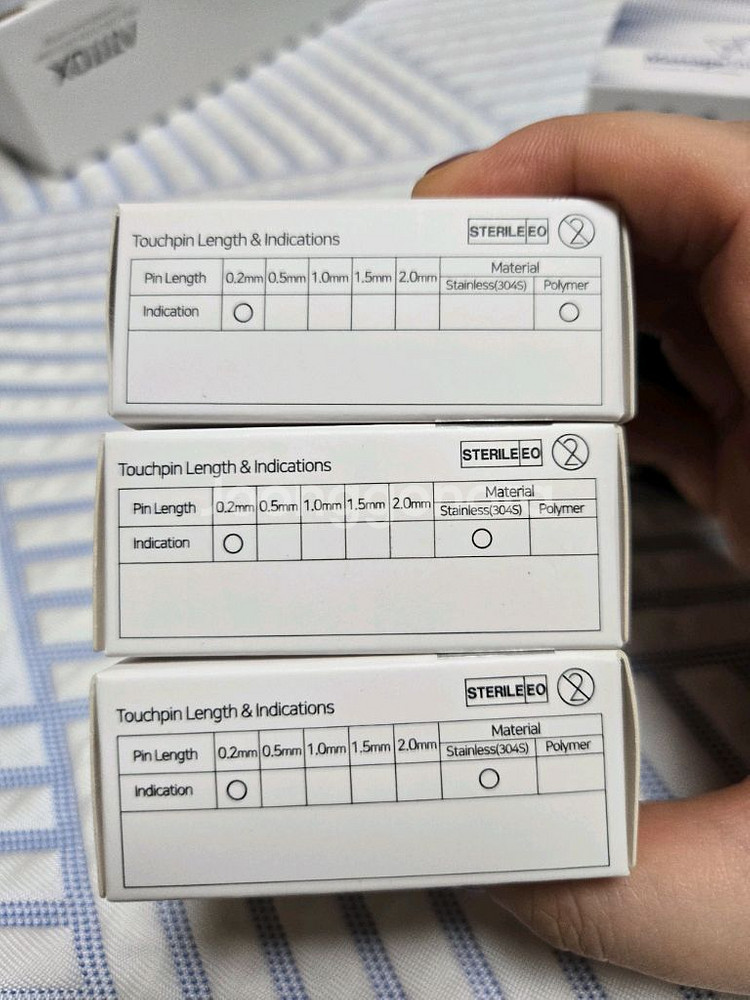 STERILE EO
Touchpin Length & Indications
Pin Length 0.2mm 0.5mm 1.0mm 1.5mm 2.0mm Material
Stainless(304S) Polymer
Indication ○ ○
STERILE EO
Touchpin Length & Indications
Pin Length 0.2mm 0.5mm 1.0mm 1.5mm 2.0mm Material
Stainless(304S) Polymer
Indication ○ ○
STERILE EO
Touchpin Length & Indications
Pin Length 0.2mm 0.5mm 1.0mm 1.5mm 2.0mm Material
Stainless(304S) Polymer
Indication ○ ○